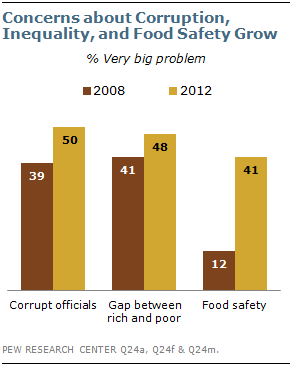 Concerns about Corruption,
Inequality, and Food Safety Grow
% Very big problem
2008 2012
39 50 41 48 12 41
Corrupt officials Gap between rich and poor Food safety
PEW RESEARCH CENTER Q24a, Q24f & Q24m.